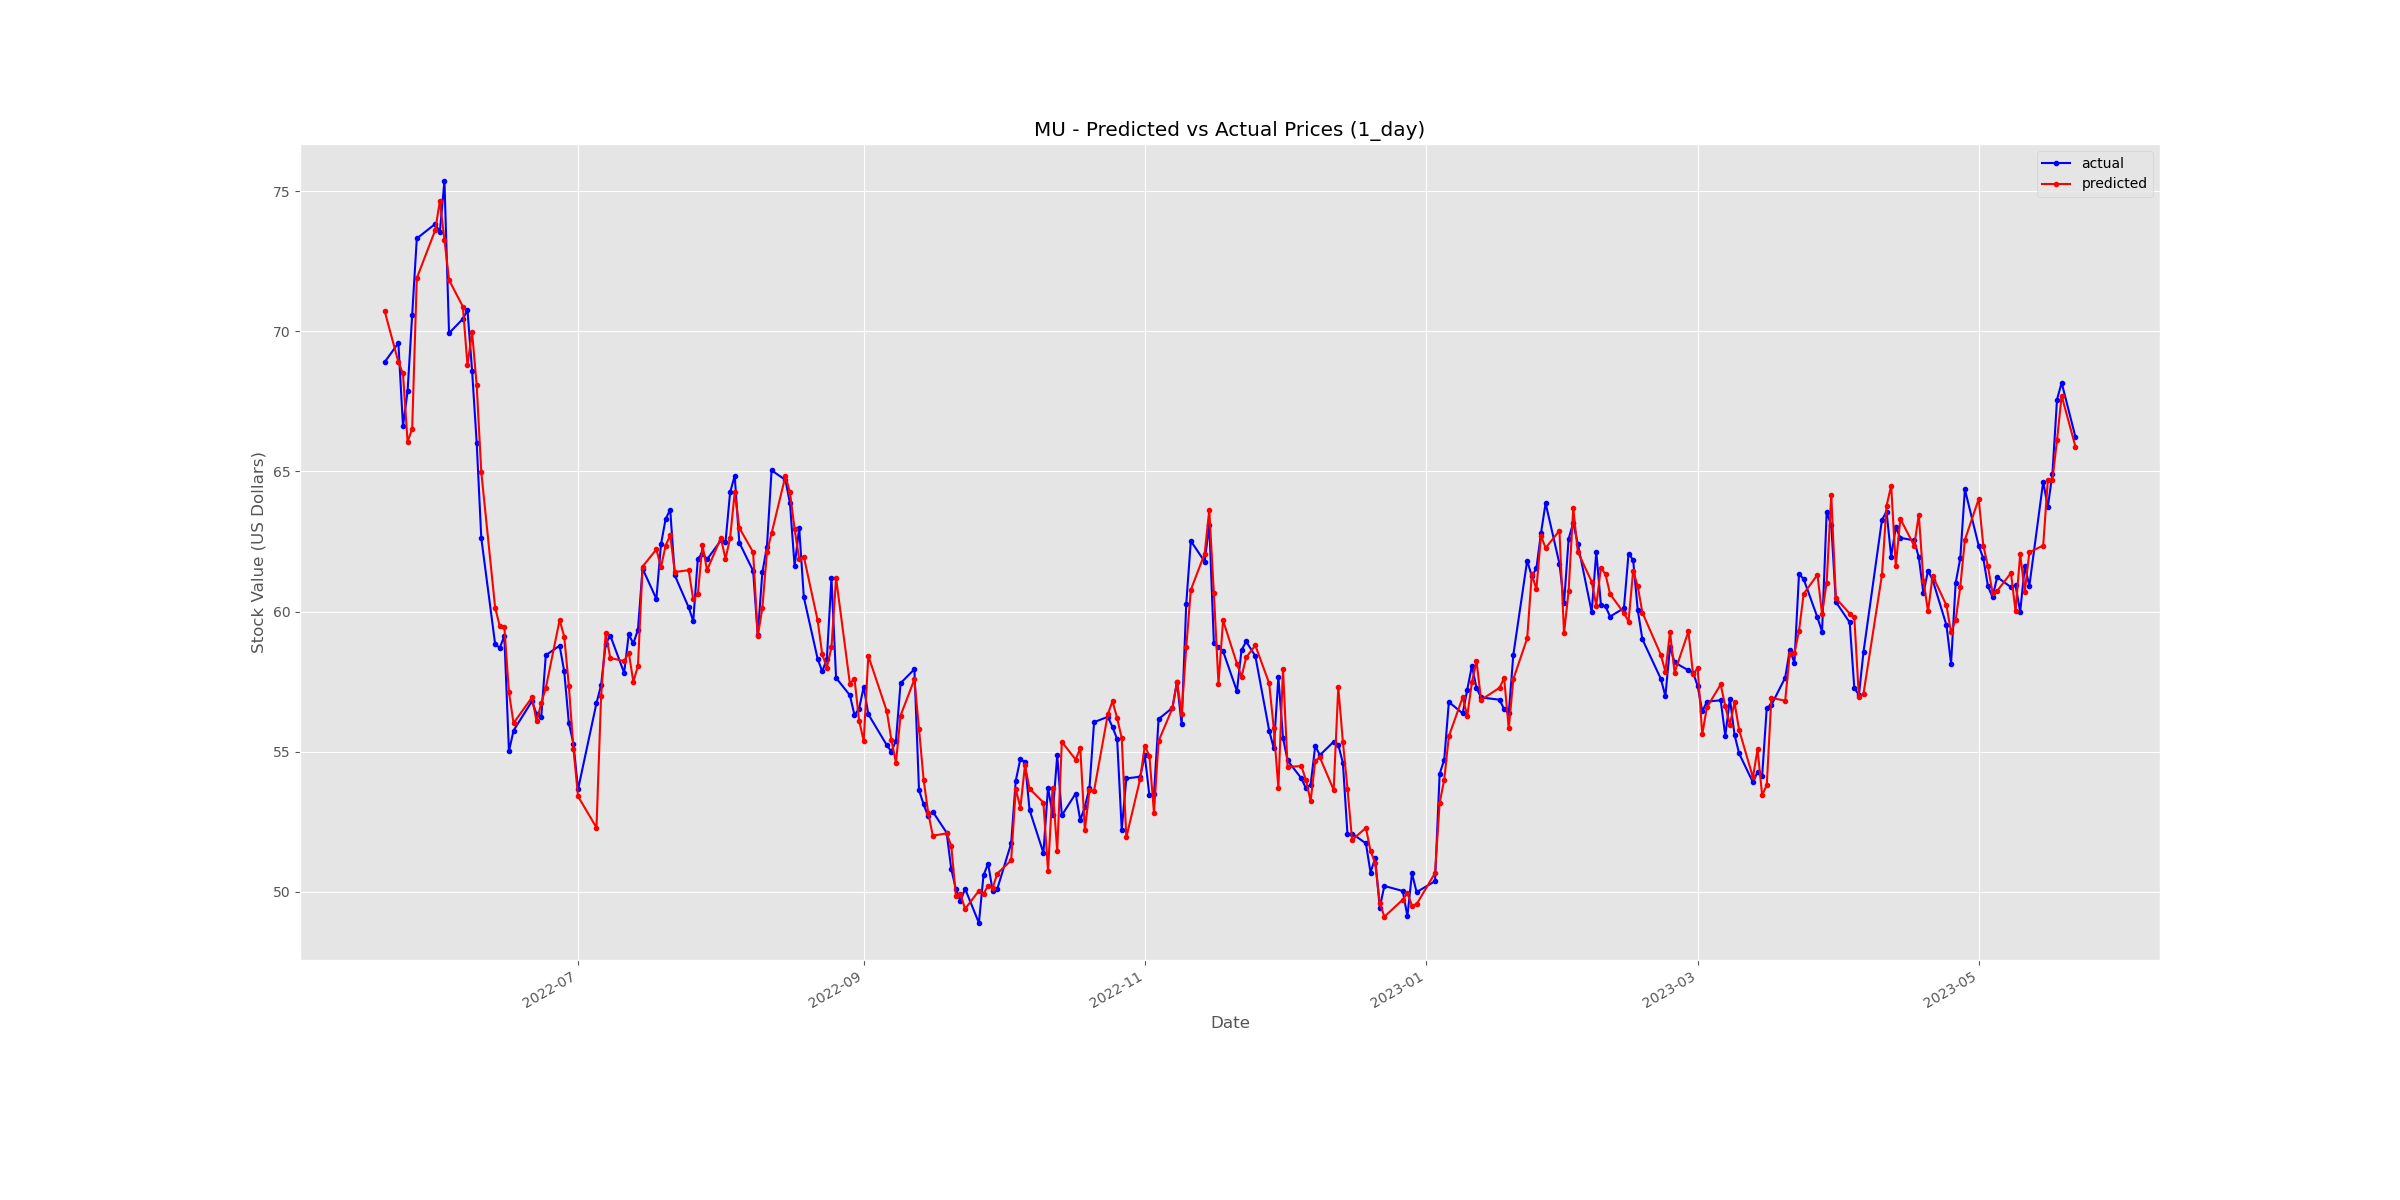 MU - Predicted vs Actual Prices (1_day)
actual
predicted
Stock Value (US Dollars)
75
70
65
60
55
50
2022-07
2022-09
2022-11
2023-01
2023-03
2023-05
Date